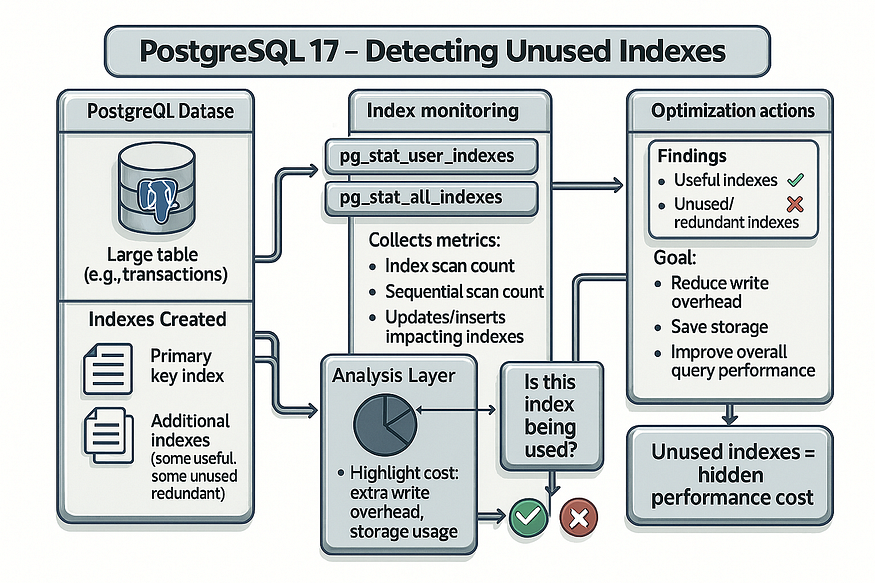 PostgreSQL 17 – Detecting Unused Indexes
PostgreQL Datase
Large table
(e.g.,transactions)
Indexes Created
Primary
key index
Additional
indexes
(some useful.
some unused
redundant)
Index monitoring
pg_stat_user_indexes
pg_stat_all_indexes
Collects metrics:
• Index scan count
• Sequential scan count
• Updates/inserts
impacting indexes
Analysis Layer
• Highlight cost:
extra write
overhead,
storage usage
Is this
index
being
used?
Optimization actions
Findings
• Useful indexes
• Unused/
redundant indexes
Goal:
• Reduce write
overhead
• Save storage
• Improve overall
query performance
Unused indexes =
hidden
performance cost